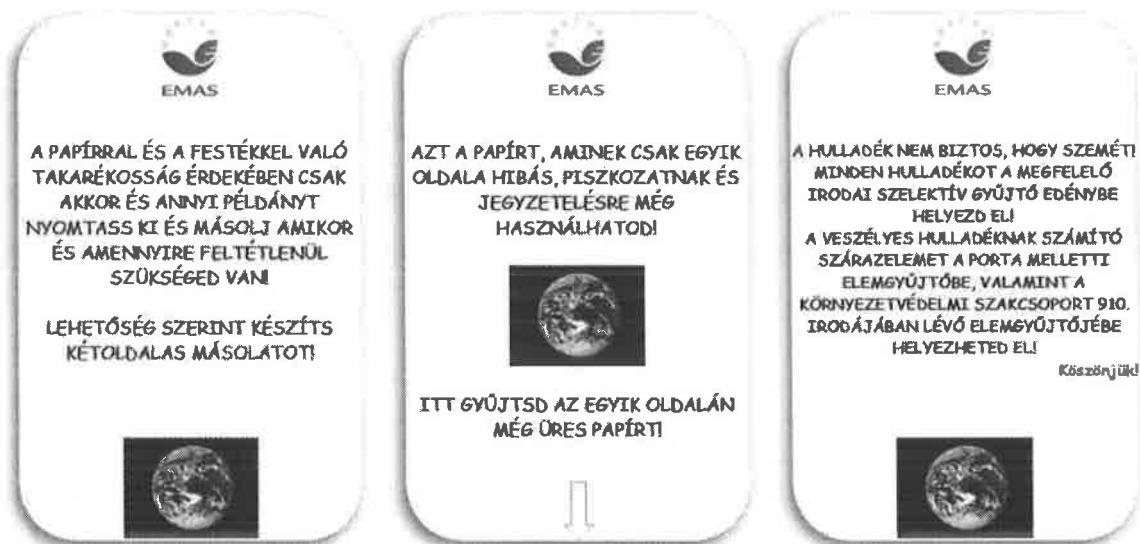 EMAS
A PAPÍRRAL ÉS A FESTÉKKEL VALÓ
TAKARÉKOSSÁG ÉRDEKÉBEN CSAK
AKKOR ÉS ANNYI PÉLDÁNYT
NYOMTASS KI ÉS MÁSOLJ AMIKOR
ÉS AMENNYIRE FELTÉTLENÜL
SZÜKSÉGED VAN!
LEHETŐSÉG SZERINT KÉSZÍTS
KÉTOLDALAS MÁSOLATOT!
EMAS
AZT A PAPÍRT, AMINEK CSAK EGYIK
OLDALA HIBÁS, PISZKOZATNAK ÉS
JEGYZETELÉSRE MÉG
HASZNÁLHATOD!
ITT GYŰJTSD AZ EGYIK OLDALÁN
MÉG ÜRES PAPÍRT!
EMAS
A HULLADÉK NEM BIZTOS, HOGY SZEMÉT!
MINDEN HULLADÉKOT A MEGFELELŐ
IRODAI SZELEKTÍV GYŰJTŐ EDÉNYBE
HELYEZD EL!
A VESZÉLYES HULLADÉKNAK SZÁMÍTÓ
SZÁRAZELEMET A PORTA MELLETTI
ELEMGYŰJTŐBE, VALAMINT A
KÖRNYEZETVÉDELMI SZAKCSOPORT 910.
IRODÁJÁBAN LÉVŐ ELEMGYŰJTŐJÉBE
HELYEZHETED EL!
Köszönjük!